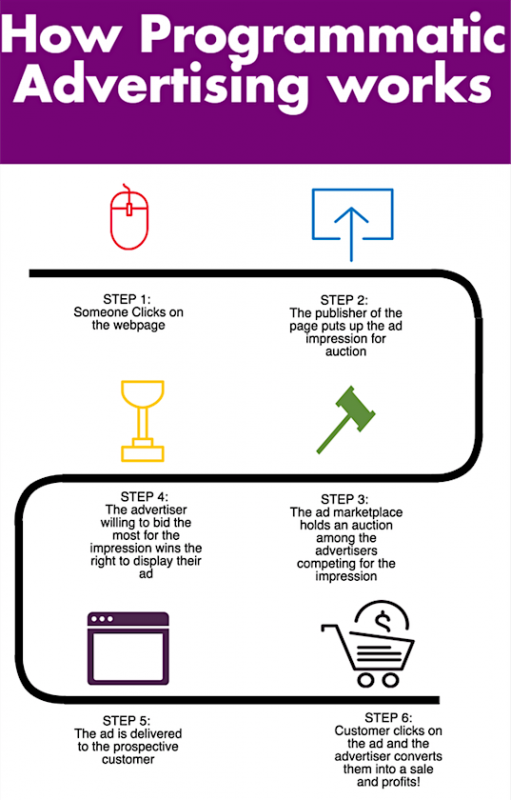 How Programmatic
Advertising works
STEP 1:
Someone Clicks on
the webpage
STEP 2:
The publisher of the
page puts up the ad
impression for
auction
STEP 3:
The ad marketplace
holds an auction
among the
advertisers
competing for the
impression
STEP 4:
The advertiser
willing to bid the
most for the
impression wins the
right to display their
ad
STEP 5:
The ad is delivered
to the prospective
customer
$
STEP 6:
Customer clicks on
the ad and the
advertiser converts
them into a sale
and profits!